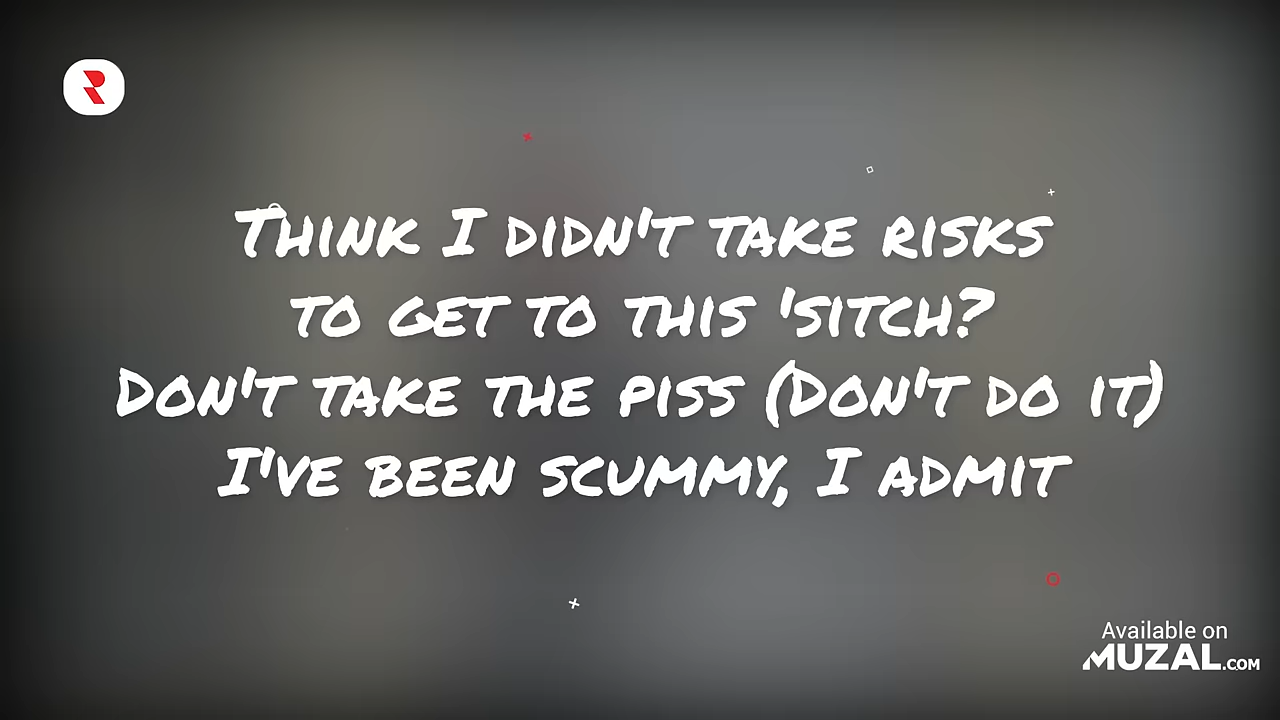 Think I didn't take risks
to get to this 'sitch?
Don't take the piss (Don't do it)
I've been scummy, I admit
Available on
MUZAL.COM